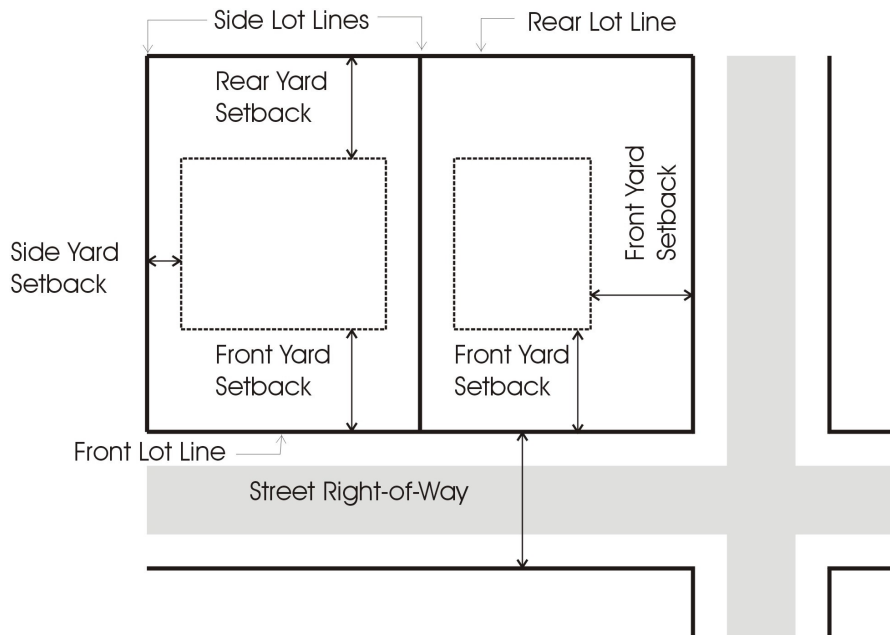 Side Lot Lines
Rear Lot Line
Rear Yard
Setback
Front Yard
Setback
Side Yard
Setback
Front Yard
Setback
Front Yard
Setback
Front Lot Line
Street Right-of-Way